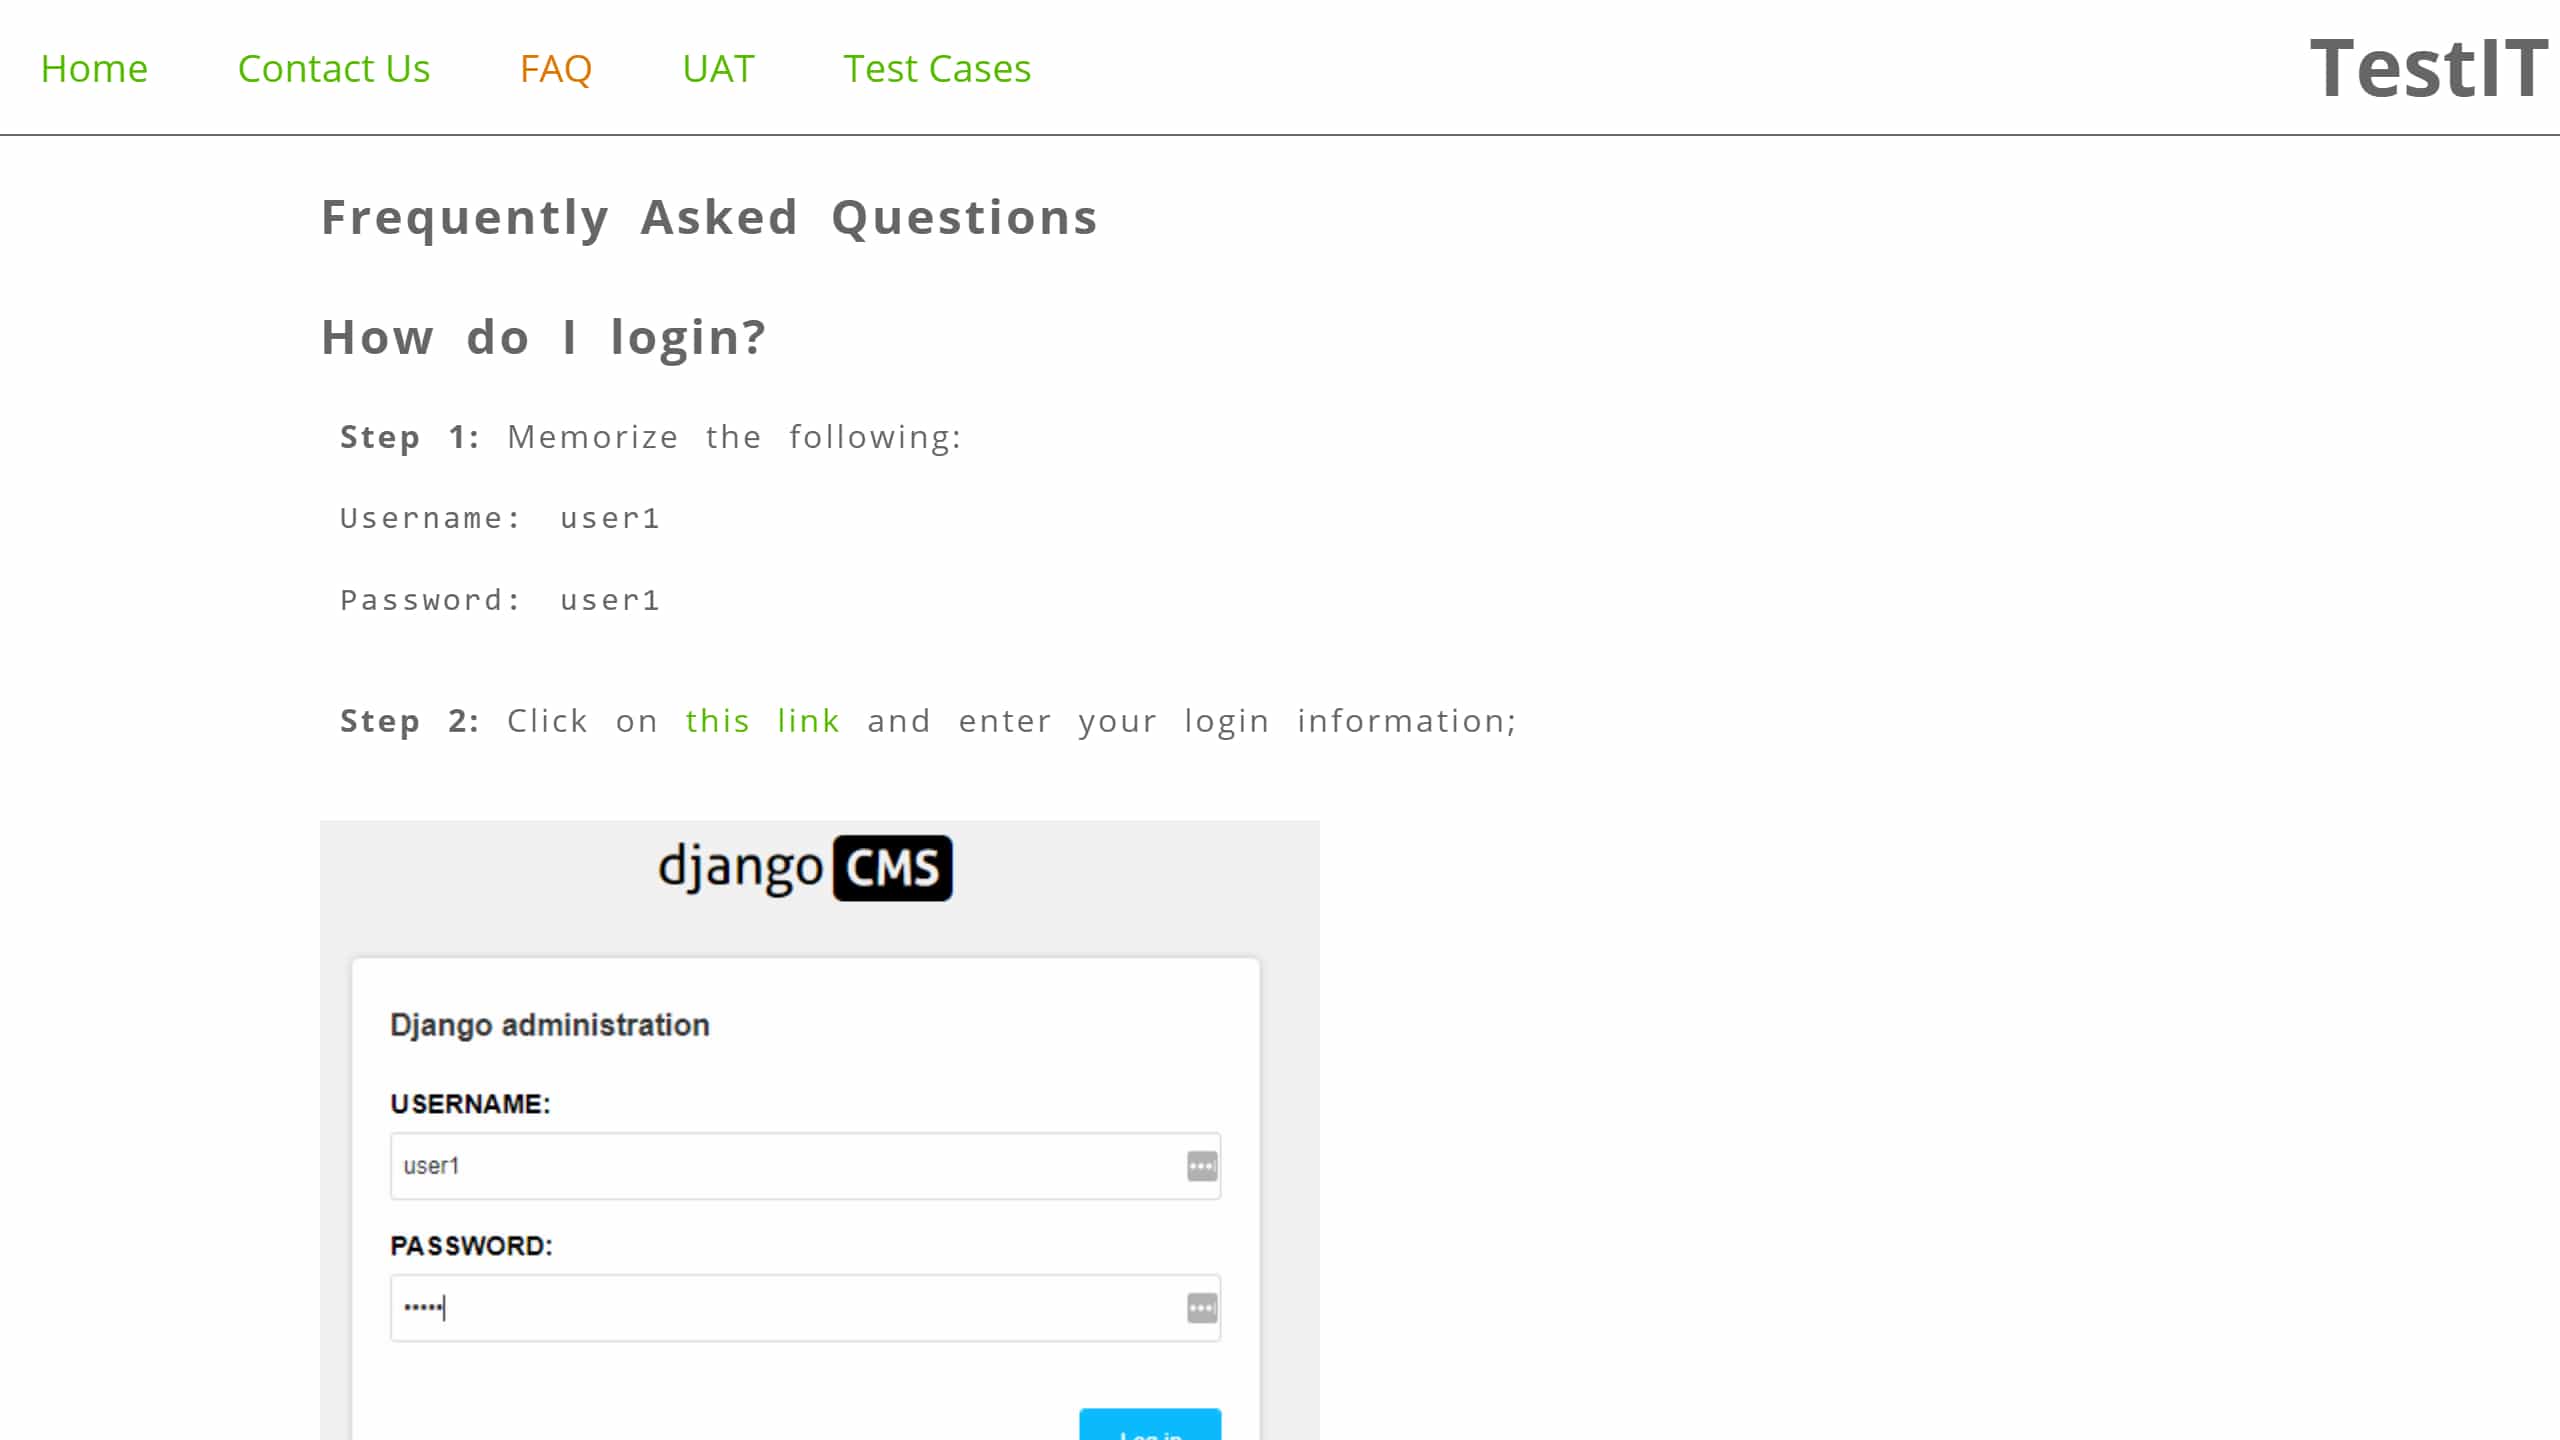 Home Contact Us FAQ UAT Test Cases TestIT
Frequently Asked Questions
How do I login?
Step 1: Memorize the following:
Username: user1
Password: user1
Step 2: Click on this link and enter your login information;
django CMS
Django administration
USERNAME:
user1
PASSWORD:
•••••
Log in